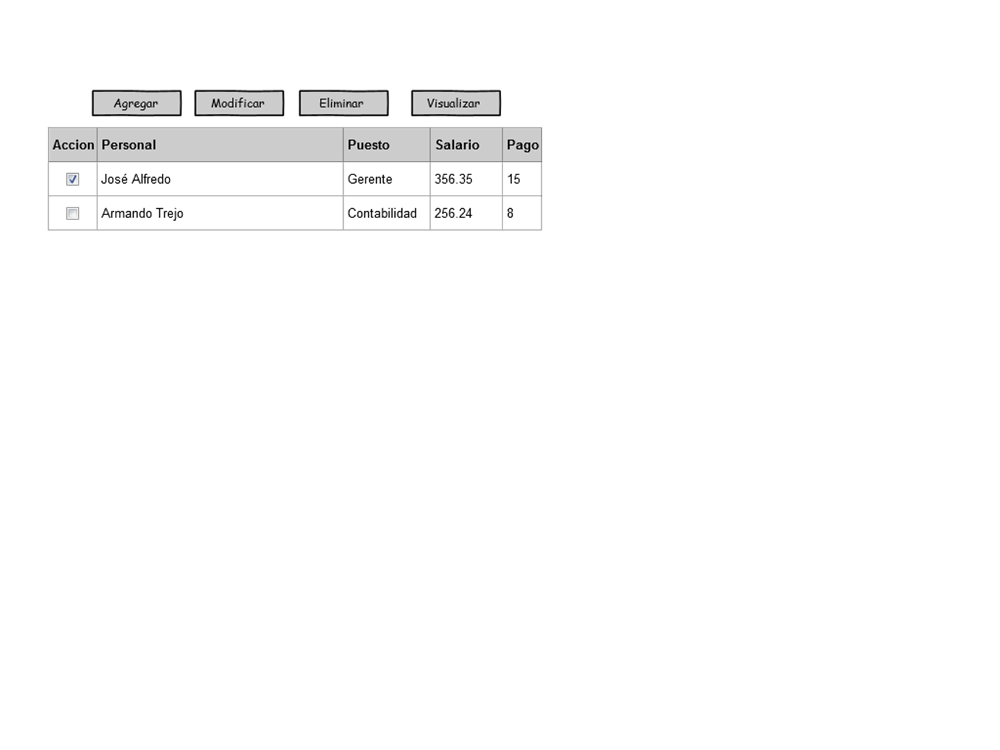 Agregar Modificar Eliminar Visualizar
Accion Personal Puesto Salario Pago
José Alfredo Gerente 356.35 15
Armando Trejo Contabilidad 256.24 8